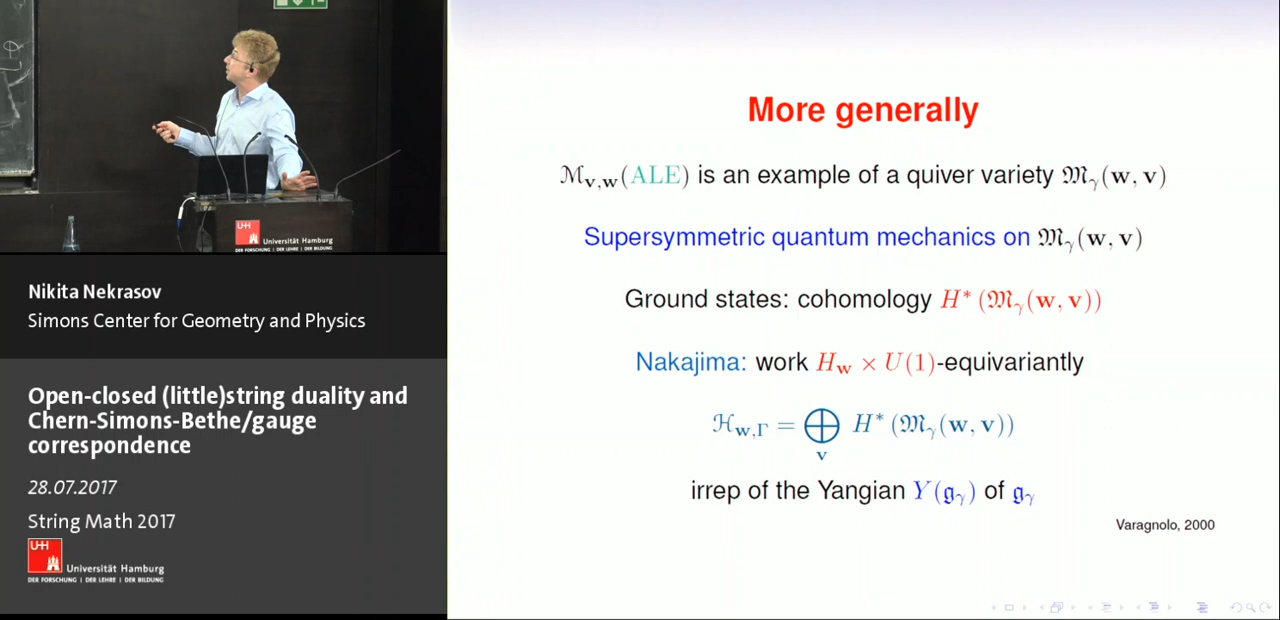 More generally
ℳ_{v,w}(ALE) is an example of a quiver variety 𝔐_γ(w, v)
Supersymmetric quantum mechanics on 𝔐_γ(w, v)
Ground states: cohomology H* (𝔐_γ(w, v))
Nakajima: work H_w × U(1)-equivariantly
ℋ_{w,Γ} = ⨁_v H* (𝔐_γ(w, v))
irrep of the Yangian Y(𝔤_γ) of 𝔤_γ
Varagnolo, 2000
UH
Universität Hamburg
DER FORSCHUNG | DER LEHRE | DER BILDUNG
Nikita Nekrasov
Simons Center for Geometry and Physics
Open-closed (little)string duality and
Chern-Simons-Bethe/gauge
correspondence
28.07.2017
String Math 2017
UH
Universität Hamburg
DER FORSCHUNG | DER LEHRE | DER BILDUNG